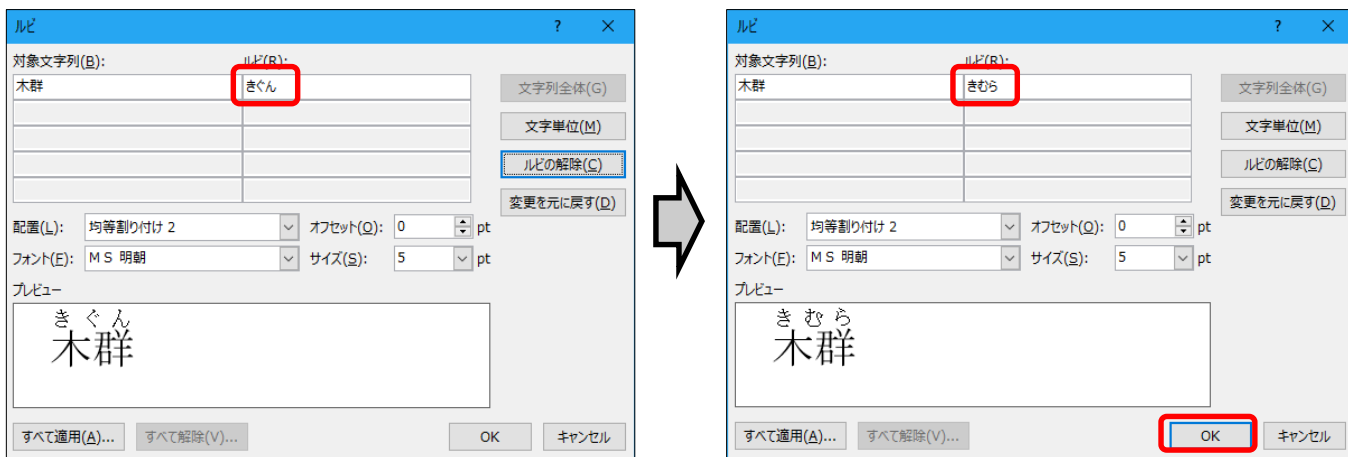 ルビ ? ×
対象文字列(B): ルビ(R):
木群 きぐん
文字列全体(G)
文字単位(M)
ルビの解除(C)
変更を元に戻す(D)
配置(L): 均等割り付け 2 オフセット(O): 0 pt
フォント(F): MS 明朝 サイズ(S): 5 pt
プレビュー
きぐん
木群
すべて適用(A)... すべて解除(V)... OK キャンセル
ルビ ? ×
対象文字列(B): ルビ(R):
木群 きむら
文字列全体(G)
文字単位(M)
ルビの解除(C)
変更を元に戻す(D)
配置(L): 均等割り付け 2 オフセット(O): 0 pt
フォント(F): MS 明朝 サイズ(S): 5 pt
プレビュー
きむら
木群
すべて適用(A)... すべて解除(V)... OK キャンセル